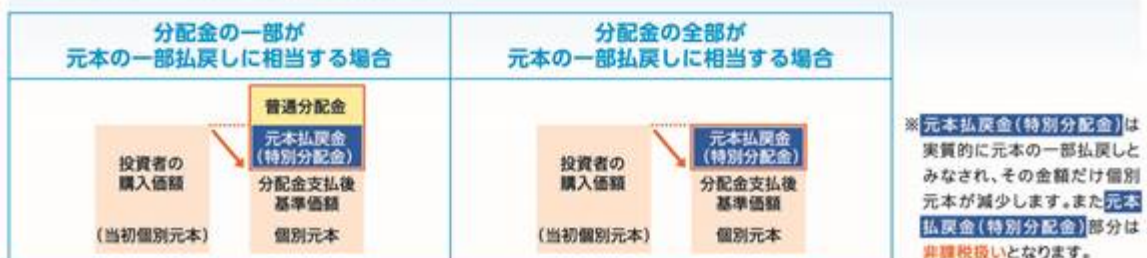 分配金の一部が
元本の一部払戻しに相当する場合
分配金の全部が
元本の一部払戻しに相当する場合
普通分配金
元本払戻金
(特別分配金)
投資者の
購入価額
分配金支払後
基準価額
(当初個別元本)
個別元本
元本払戻金
(特別分配金)
投資者の
購入価額
分配金支払後
基準価額
(当初個別元本)
個別元本
※元本払戻金(特別分配金)は
実質的に元本の一部払戻しと
みなされ、その金額だけ個別
元本が減少します。また元本
払戻金(特別分配金)部分は
非課税扱いとなります。